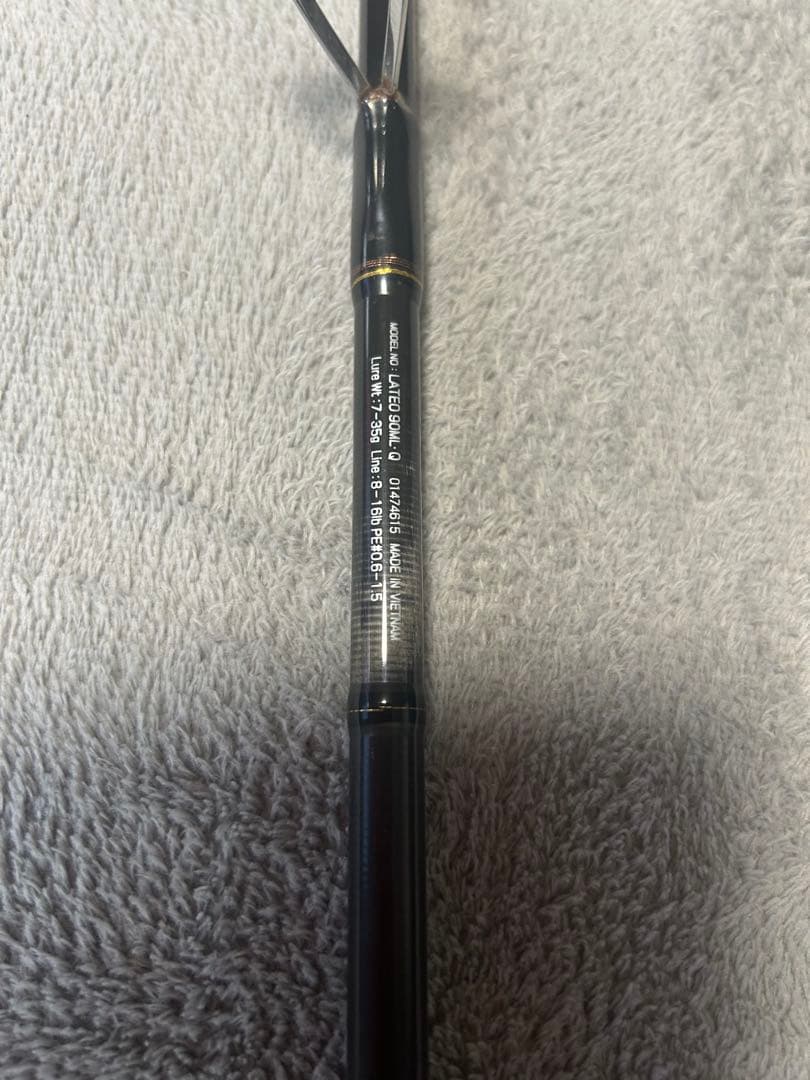 MODEL NO : LATEO 90ML·Q 01474615 MADE IN VIETNAM
Lure Wt.:7-35g Line:8-16lb PE#0.6-1.5